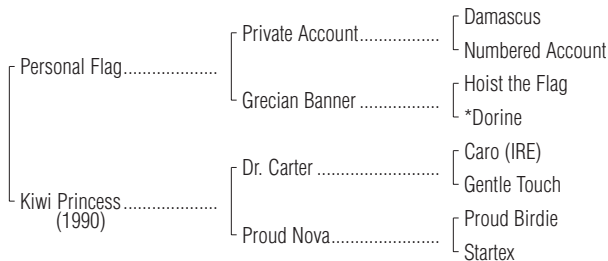 Damascus
Private Account..................
Numbered Account
Personal Flag.....................
Hoist the Flag
Grecian Banner ..................
*Dorine
Caro (IRE)
Dr. Carter ...........................
Gentle Touch
Kiwi Princess.....................
(1990)
Proud Birdie
Proud Nova........................
Startex